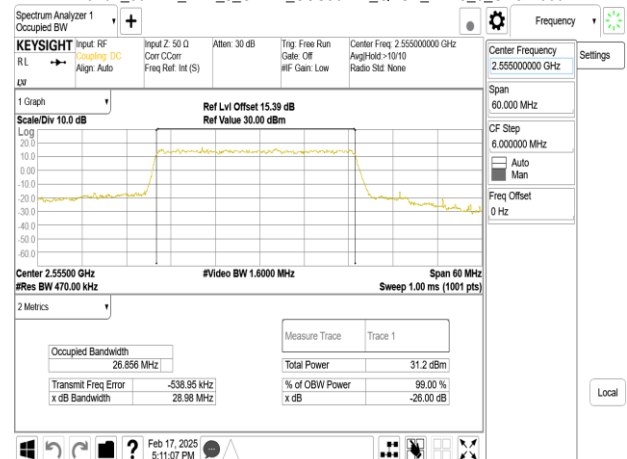 Spectrum Analyzer 1
Occupied BW
Frequency
KEYSIGHT
R L
Input: RF
Coupling: DC
Align: Auto
Input Z: 50 Ω
Corr CCorr
Freq Ref: Int (S)
Atten: 30 dB
Trig: Free Run
Gate: Off
#IF Gain: Low
Center Freq: 2.555000000 GHz
Avg|Hold:>10/10
Radio Std: None
LXI
1 Graph
Scale/Div 10.0 dB
Ref Lvl Offset 15.39 dB
Ref Value 30.00 dBm
Log
20.0
10.0
0.00
-10.0
-20.0
-30.0
-40.0
-50.0
-60.0
Center 2.55500 GHz
#Res BW 470.00 kHz
#Video BW 1.6000 MHz
Span 60 MHz
Sweep 1.00 ms (1001 pts)
2 Metrics
Measure Trace
Trace 1
Occupied Bandwidth
26.856 MHz
Total Power
31.2 dBm
Transmit Freq Error
-538.95 kHz
% of OBW Power
99.00 %
x dB Bandwidth
28.98 MHz
x dB
-26.00 dB
Feb 17, 2025
5:11:07 PM
Center Frequency
2.555000000 GHz
Span
60.000 MHz
CF Step
6.000000 MHz
Auto
Man
Freq Offset
0 Hz
Settings
Local